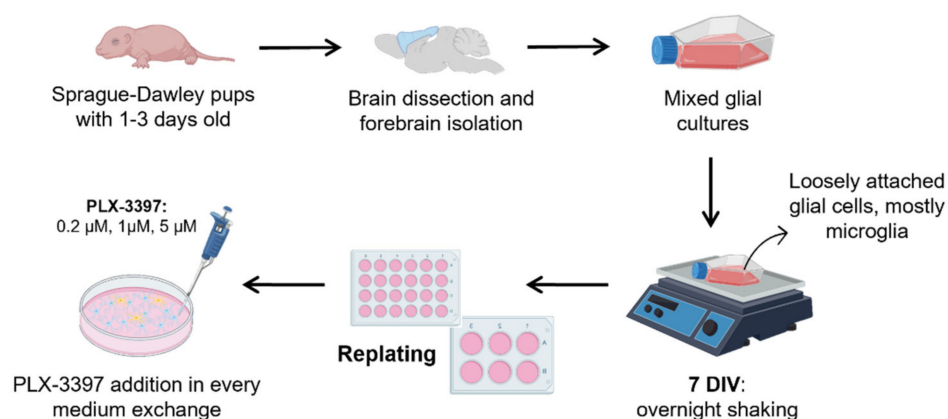 Sprague-Dawley pups
with 1-3 days old
Brain dissection and
forebrain isolation
Mixed glial
cultures
Loosely attached
glial cells, mostly
microglia
7 DIV:
overnight shaking
Replating
PLX-3397:
0.2 µM, 1µM, 5 µM
PLX-3397 addition in every
medium exchange